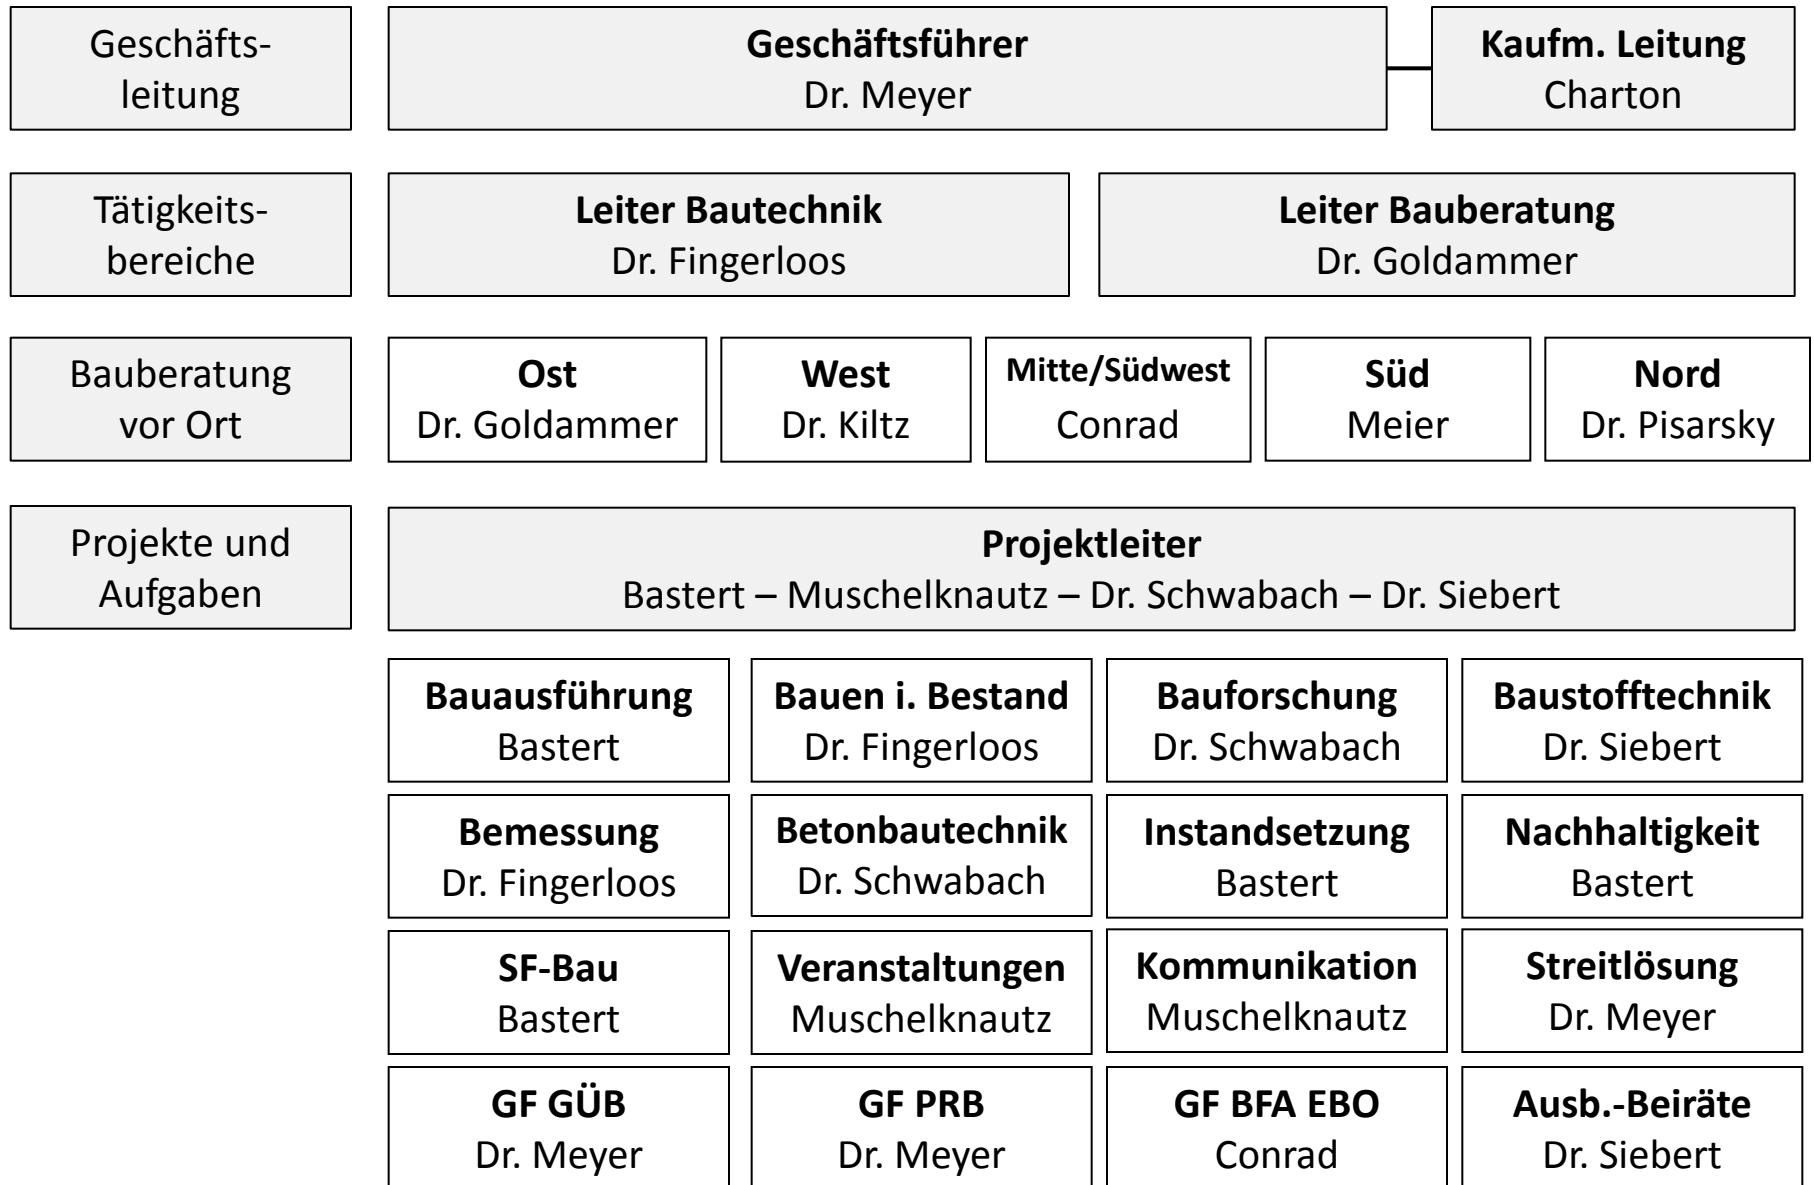 Geschäfts-
leitung
Geschäftsführer
Dr. Meyer
Kaufm. Leitung
Charton
Tätigkeits-
bereiche
Leiter Bautechnik
Dr. Fingerloos
Leiter Bauberatung
Dr. Goldammer
Bauberatung
vor Ort
Ost
Dr. Goldammer
West
Dr. Kiltz
Mitte/Südwest
Conrad
Süd
Meier
Nord
Dr. Pisarsky
Projekte und
Aufgaben
Projektleiter
Bastert – Muschelknautz – Dr. Schwabach – Dr. Siebert
Bauausführung
Bastert
Bauen i. Bestand
Dr. Fingerloos
Bauforschung
Dr. Schwabach
Baustofftechnik
Dr. Siebert
Bemessung
Dr. Fingerloos
Betonbautechnik
Dr. Schwabach
Instandsetzung
Bastert
Nachhaltigkeit
Bastert
SF-Bau
Bastert
Veranstaltungen
Muschelknautz
Kommunikation
Muschelknautz
Streitlösung
Dr. Meyer
GF GÜB
Dr. Meyer
GF PRB
Dr. Meyer
GF BFA EBO
Conrad
Ausb.-Beiräte
Dr. Siebert